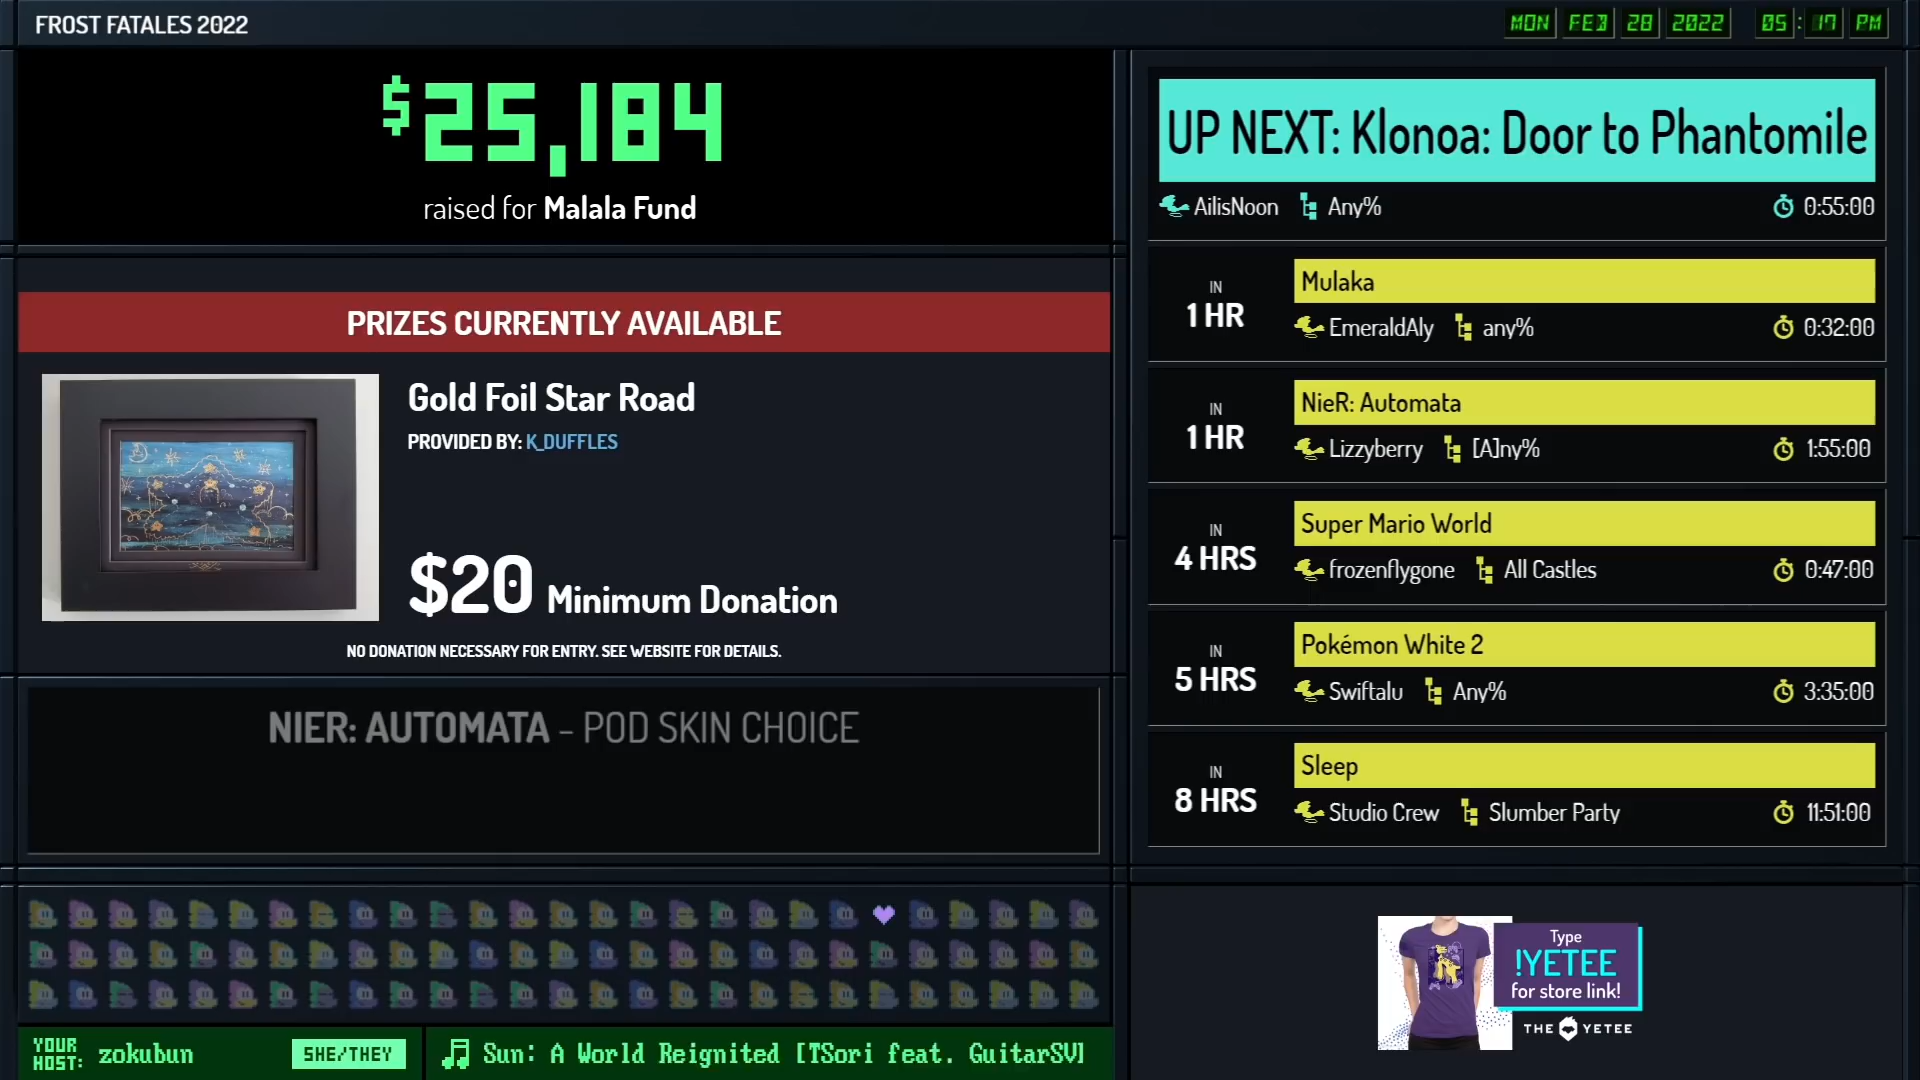 FROST FATALES 2022
MON FEB 28 2022 05:17 PM
$25,184
raised for Malala Fund
PRIZES CURRENTLY AVAILABLE
Gold Foil Star Road
PROVIDED BY: K_DUFFLES
$20 Minimum Donation
NO DONATION NECESSARY FOR ENTRY. SEE WEBSITE FOR DETAILS.
NIER: AUTOMATA - POD SKIN CHOICE
YOUR HOST: zokubun SHE/THEY
Sun: A World Reignited [TSori feat. GuitarSV]
UP NEXT: Klonoa: Door to Phantomile
AilisNoon Any% 0:55:00
IN 1 HR
Mulaka
EmeraldAly any% 0:32:00
IN 1 HR
NieR: Automata
Lizzyberry [A]ny% 1:55:00
IN 4 HRS
Super Mario World
frozenflygone All Castles 0:47:00
IN 5 HRS
Pokémon White 2
Swiftalu Any% 3:35:00
IN 8 HRS
Sleep
Studio Crew Slumber Party 11:51:00
Type
!YETEE
for store link!
THE YETEE